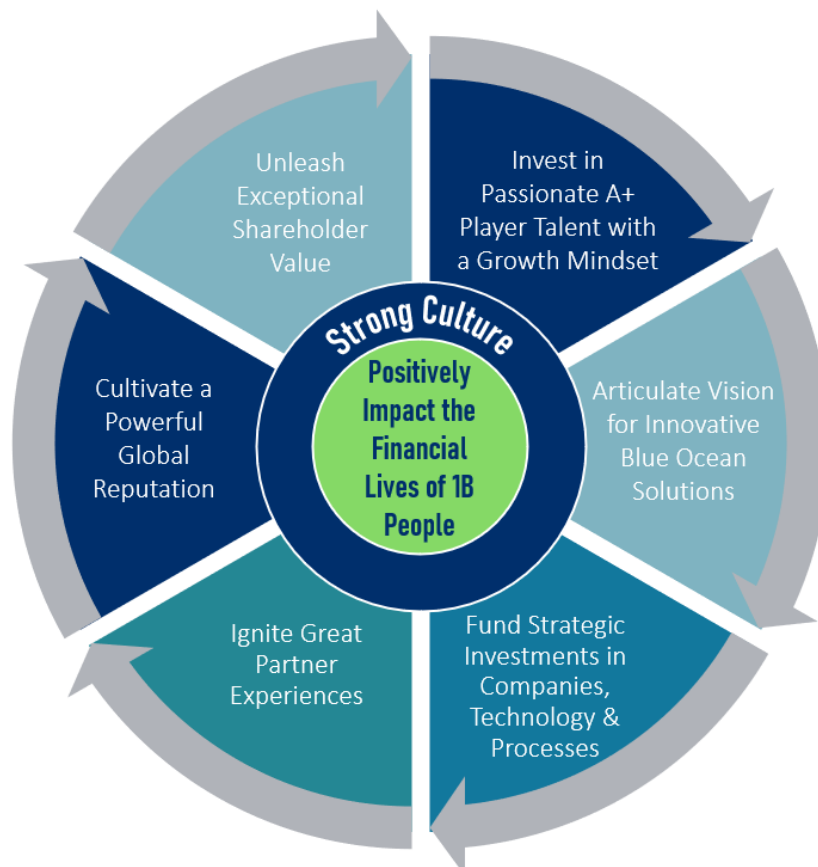 Unleash
Exceptional
Shareholder
Value
Invest in
Passionate A+
Player Talent with
a Growth Mindset
Strong Culture
Positively
Impact the
Financial
Lives of 1B
People
Cultivate a
Powerful
Global
Reputation
Articulate Vision
for Innovative
Blue Ocean
Solutions
Ignite Great
Partner
Experiences
Fund Strategic
Investments in
Companies,
Technology &
Processes